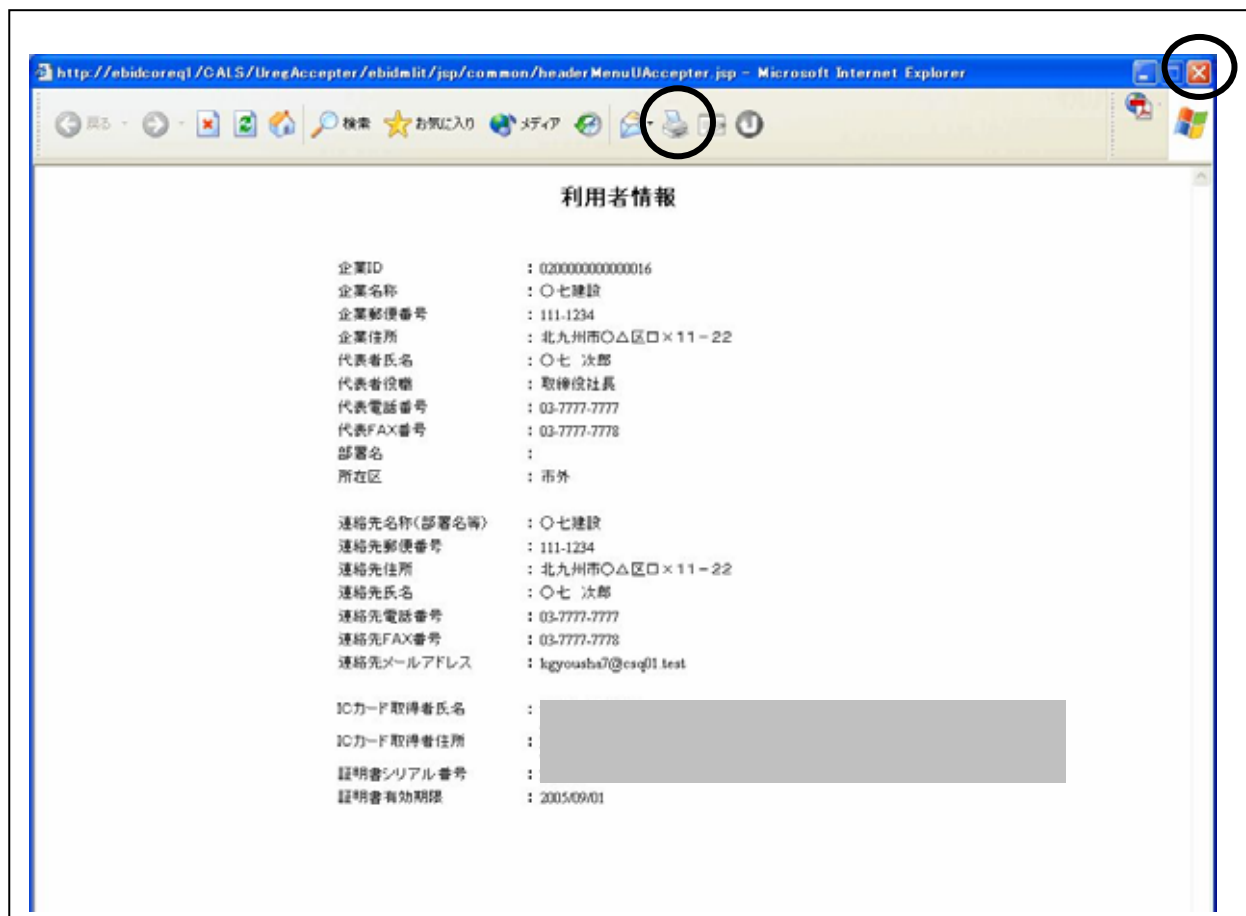 http://ebidcoreq1/CALS/UregAccepter/ebidmlit/jsp/common/headerMenuUAccepter.jsp - Microsoft Internet Explorer
戻る 検索 お気に入り メディア
利用者情報
企業ID : 0200000000000016
企業名称 : ○七建設
企業郵便番号 : 111-1234
企業住所 : 北九州市○△区口×11-22
代表者氏名 : ○七 次郎
代表者役職 : 取締役社長
代表電話番号 : 03-7777-7777
代表FAX番号 : 03-7777-7778
部署名 :
所在区 : 市外
連絡先名称(部署名等) : ○七建設
連絡先郵便番号 : 111-1234
連絡先住所 : 北九州市○△区口×11-22
連絡先氏名 : ○七 次郎
連絡先電話番号 : 03-7777-7777
連絡先FAX番号 : 03-7777-7778
連絡先メールアドレス : kgyousha7@csq01.test
ICカード取得者氏名 :
ICカード取得者住所 :
証明書シリアル番号 :
証明書有効期限 : 2005/09/01